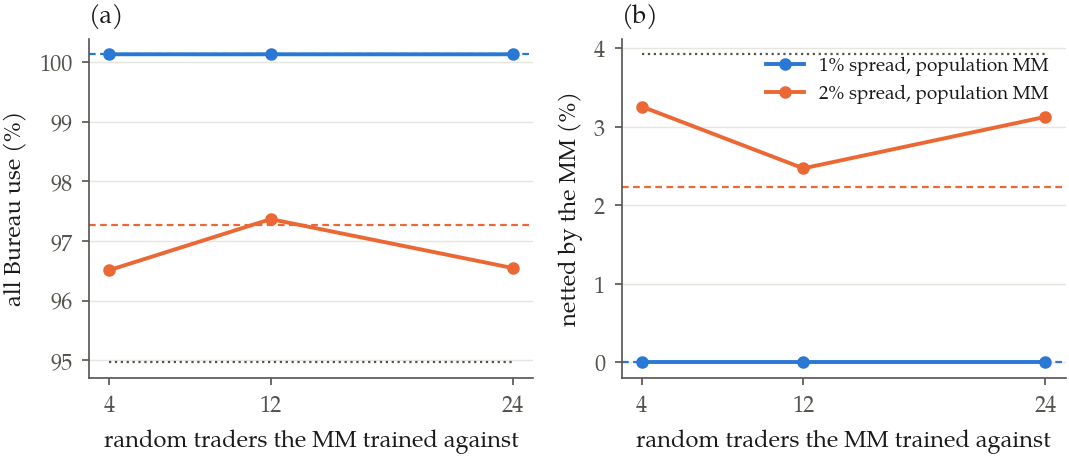 (a)
all Bureau use (%)
100
99
98
97
96
95
4
12
24
random traders the MM trained against
(b)
netted by the MM (%)
4
3
2
1
0
1% spread, population MM
2% spread, population MM
4
12
24
random traders the MM trained against